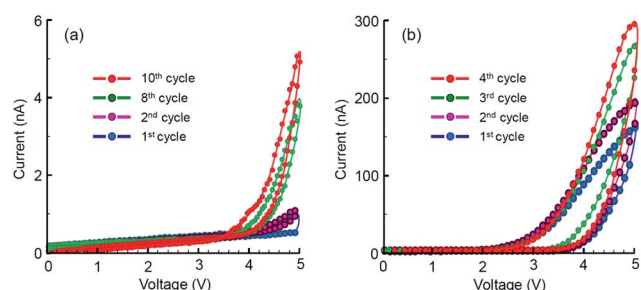 (a)
6
4
2
0
Current (nA)
10th cycle
8th cycle
2nd cycle
1st cycle
0 1 2 3 4 5
Voltage (V)
(b)
300
200
100
0
Current (nA)
4th cycle
3rd cycle
2nd cycle
1st cycle
0 1 2 3 4 5
Voltage (V)